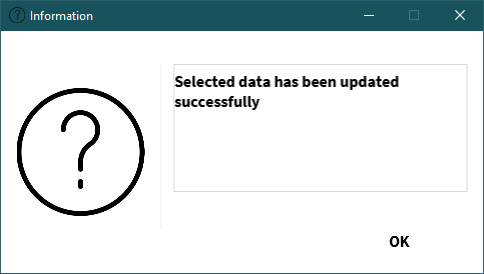 Information
Selected data has been updated
successfully
OK